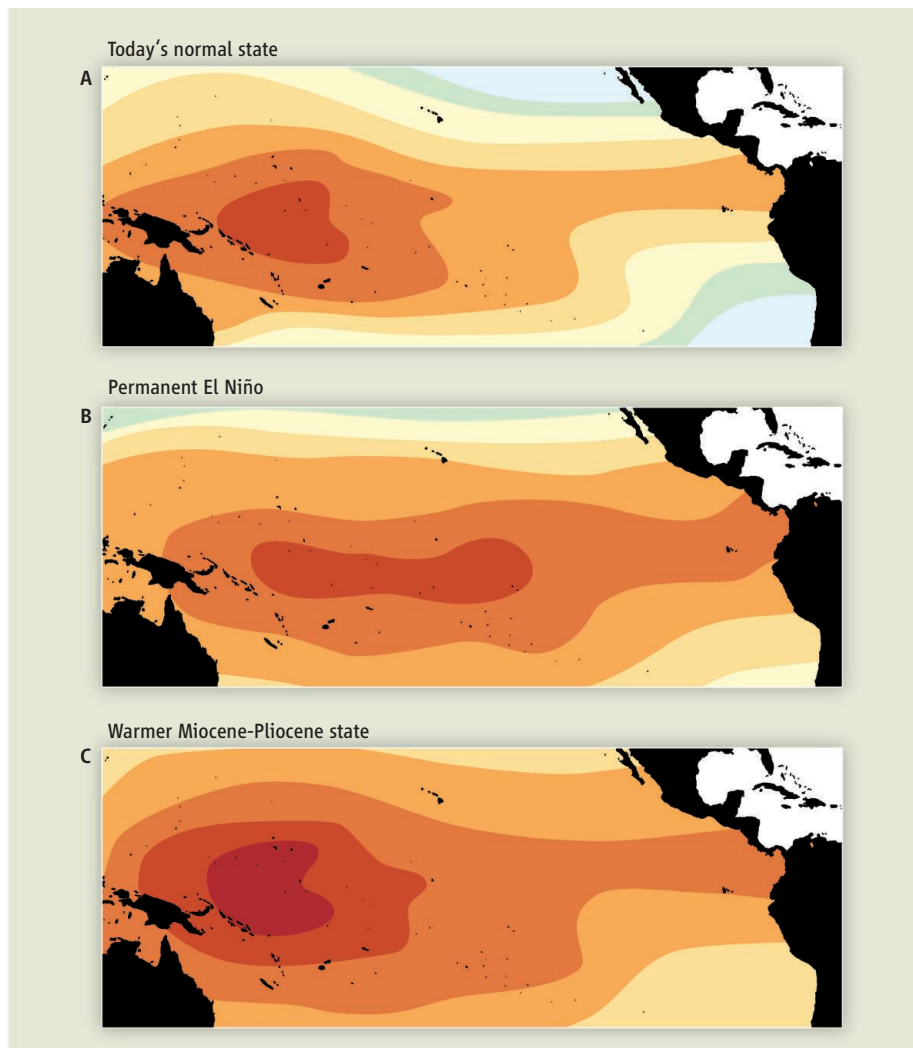 Today's normal state
A
Permanent El Niño
B
Warmer Miocene-Pliocene state
C